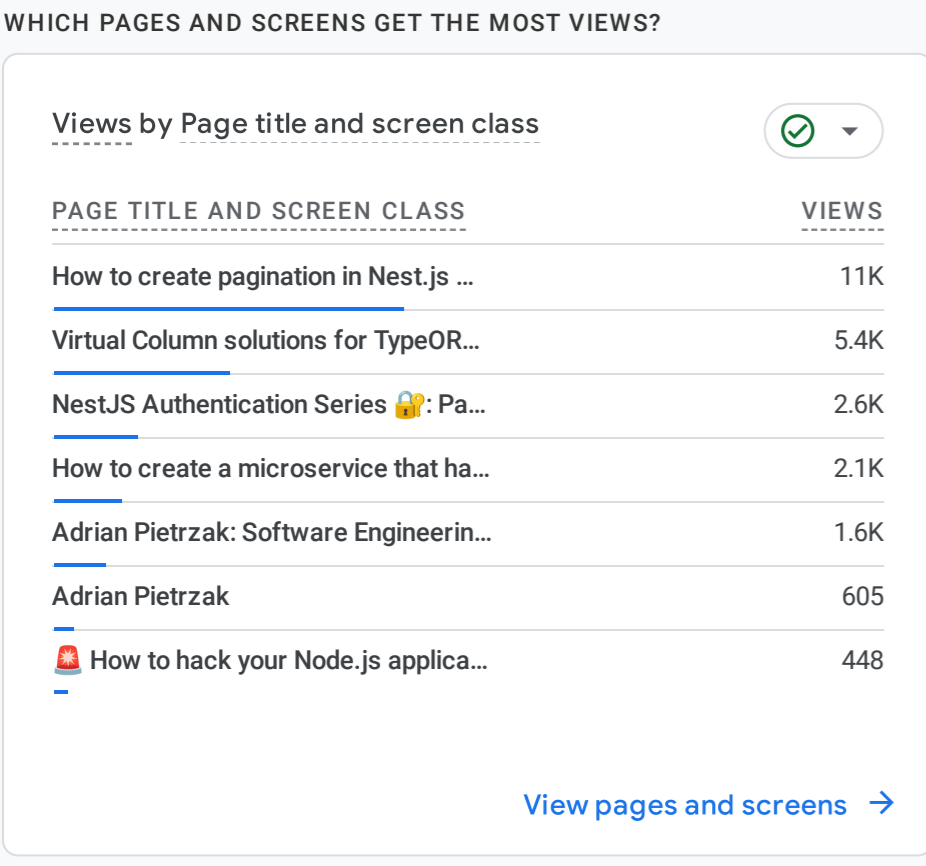 WHICH PAGES AND SCREENS GET THE MOST VIEWS?
Views by Page title and screen class
PAGE TITLE AND SCREEN CLASS VIEWS
How to create pagination in Nest.js ... 11K
Virtual Column solutions for TypeOR... 5.4K
NestJS Authentication Series 🔐: Pa... 2.6K
How to create a microservice that ha... 2.1K
Adrian Pietrzak: Software Engineerin... 1.6K
Adrian Pietrzak 605
🚨 How to hack your Node.js applica... 448
View pages and screens →